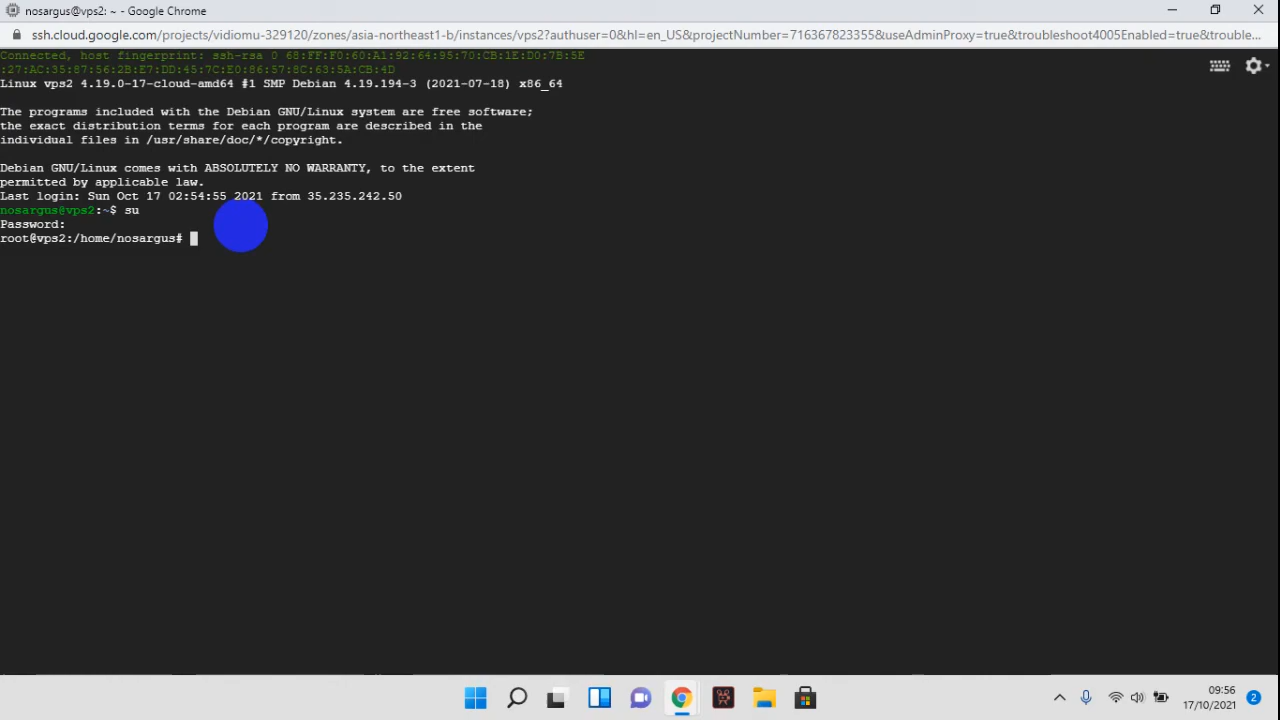 nosargus@vps2: ~ - Google Chrome
ssh.cloud.google.com/projects/vidiomu-329120/zones/asia-northeast1-b/instances/vps2?authuser=0&hl=en_US&projectNumber=716367823355&useAdminProxy=true&troubleshoot4005Enabled=true&trouble...
Connected, host fingerprint: ssh-rsa 0 68:FF:F0:60:A1:92:64:95:70:CB:1E:D0:7B:5E
:27:AC:35:87:56:2B:E7:DD:45:7C:E0:86:57:8C:63:5A:CB:4D
Linux vps2 4.19.0-17-cloud-amd64 #1 SMP Debian 4.19.194-3 (2021-07-18) x86_64
The programs included with the Debian GNU/Linux system are free software;
the exact distribution terms for each program are described in the
individual files in /usr/share/doc/*/copyright.
Debian GNU/Linux comes with ABSOLUTELY NO WARRANTY, to the extent
permitted by applicable law.
Last login: Sun Oct 17 02:54:55 2021 from 35.235.242.50
nosargus@vps2:~$ su
Password:
root@vps2:/home/nosargus#
09:56
17/10/2021
2